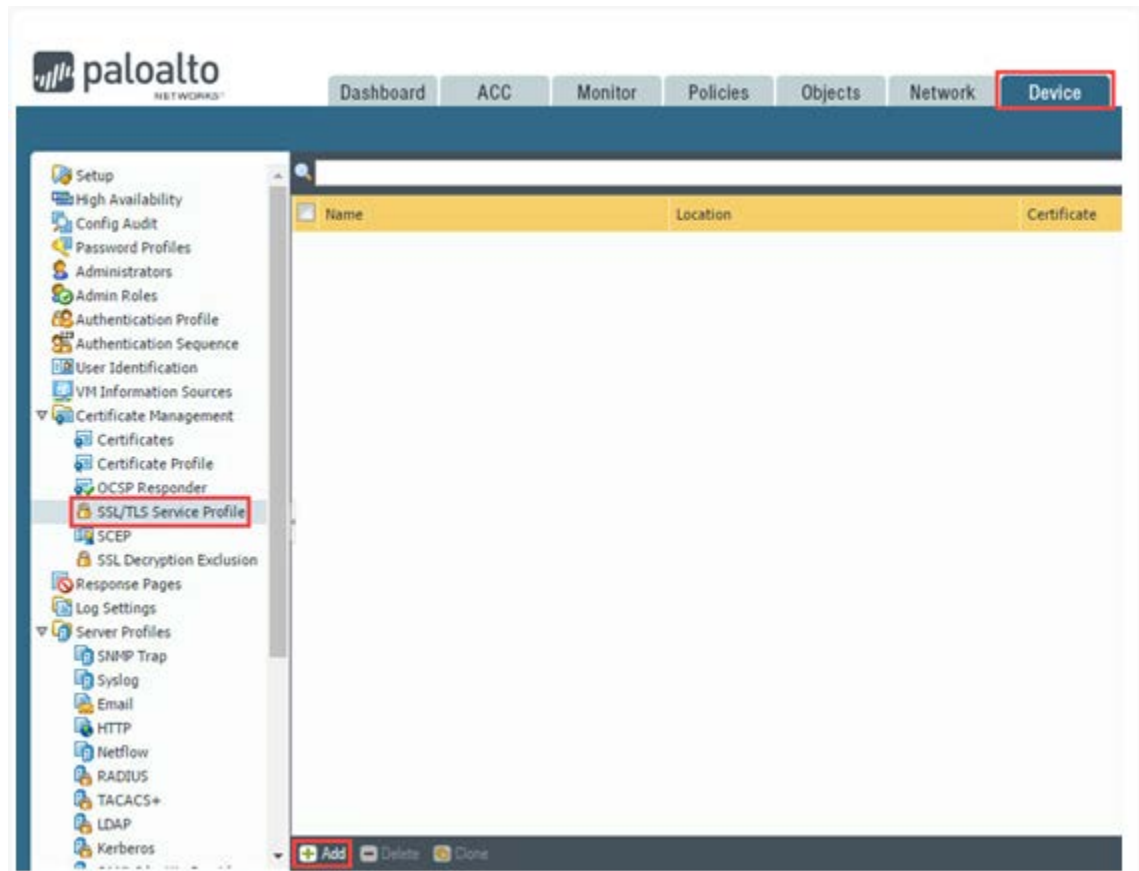 paloalto
NETWORKS
Dashboard
ACC
Monitor
Policies
Objects
Network
Device
Setup
High Availability
Config Audit
Password Profiles
Administrators
Admin Roles
Authentication Profile
Authentication Sequence
User Identification
VM Information Sources
Certificate Management
Certificates
Certificate Profile
OCSP Responder
SSL/TLS Service Profile
SCEP
SSL Decryption Exclusion
Response Pages
Log Settings
Server Profiles
SNMP Trap
Syslog
Email
HTTP
Netflow
RADIUS
TACACS+
LDAP
Kerberos
Name
Location
Certificate
Add
Delete
Clone